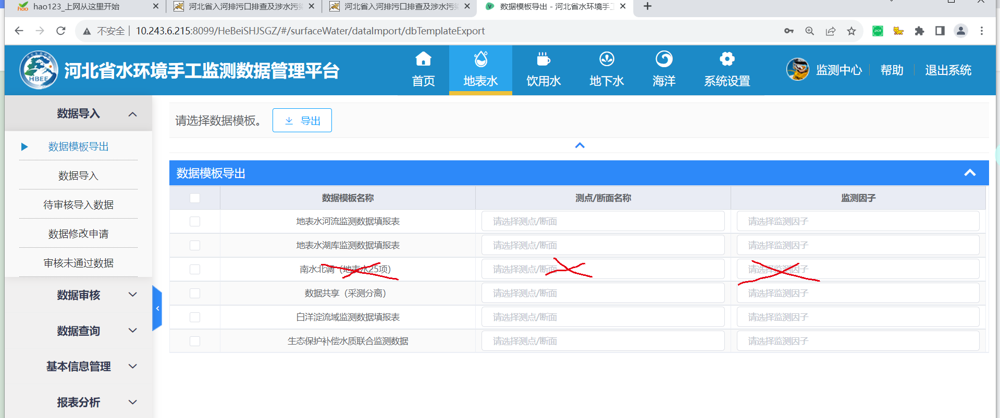 hao123_上网从这里开始
河北省入河排污口排查及涉水污
河北省入河排污口排查及涉水污
数据模板导出 - 河北省水环境手工
不安全 10.243.6.215:8099/HeBeiSHJSGZ/#/surfaceWater/dataImport/dbTemplateExport
HBEE
河北省水环境手工监测数据管理平台
首页 地表水 饮用水 地下水 海洋 系统设置
监测中心 帮助 退出系统
数据导入
数据模板导出
数据导入
待审核导入数据
数据修改申请
审核未通过数据
数据审核
数据查询
基本信息管理
报表分析
请选择数据模板。 导出
数据模板导出
数据模板名称 测点/断面名称 监测因子
地表水河流监测数据填报表 请选择测点/断面 请选择监测因子
地表水湖库监测数据填报表 请选择测点/断面 请选择监测因子
南水北调（地表水25项） 请选择测点/断面 请选择监测因子
数据共享（采测分离） 请选择测点/断面 请选择监测因子
白洋淀流域监测数据填报表 请选择测点/断面 请选择监测因子
生态保护补偿水质联合监测数据 请选择测点/断面 请选择监测因子